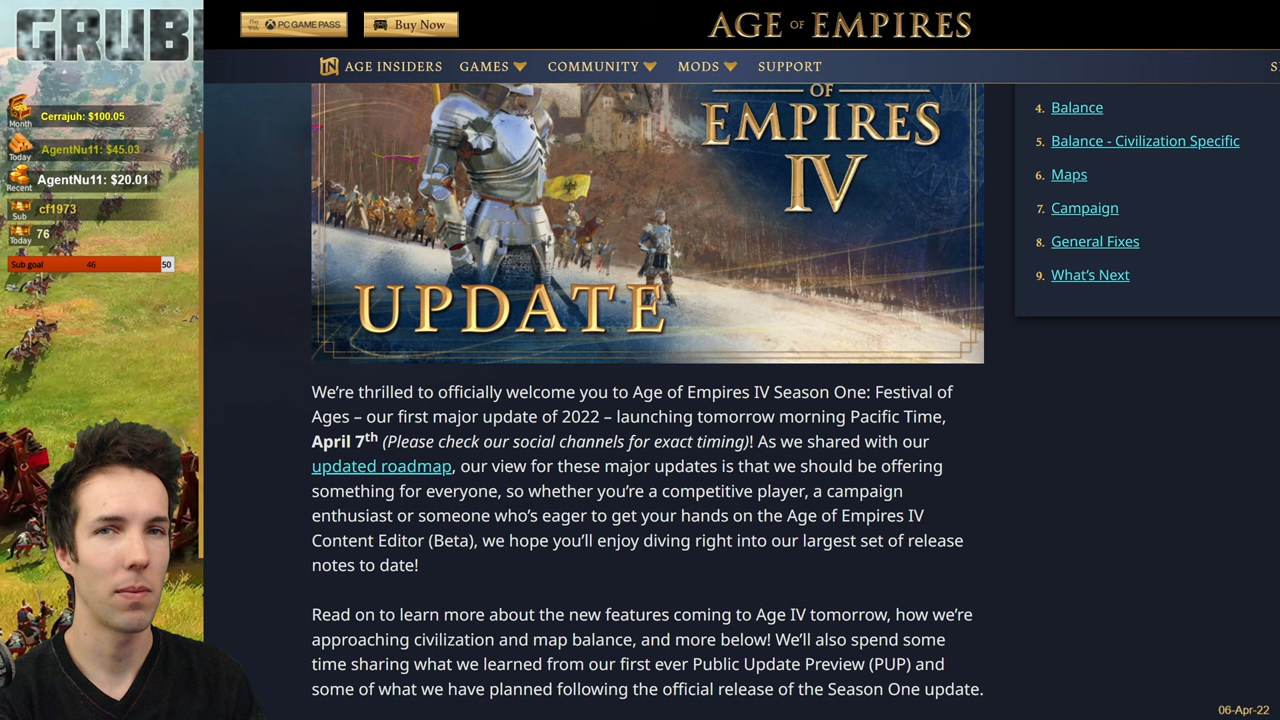 GRUB
Play With XBOX PC GAME PASS
Buy Now
AGE OF EMPIRES
IN AGE INSIDERS
GAMES
COMMUNITY
MODS
SUPPORT
Month
Cerrajuh: $100.05
Today
AgentNu11: $45.03
Recent
AgentNu11: $20.01
Sub
cf1973
Today
76
Sub goal 46 50
OF
EMPIRES
IV
UPDATE
4. Balance
5. Balance - Civilization Specific
6. Maps
7. Campaign
8. General Fixes
9. What’s Next
We’re thrilled to officially welcome you to Age of Empires IV Season One: Festival of
Ages – our first major update of 2022 – launching tomorrow morning Pacific Time,
April 7th (Please check our social channels for exact timing)! As we shared with our
updated roadmap, our view for these major updates is that we should be offering
something for everyone, so whether you’re a competitive player, a campaign
enthusiast or someone who’s eager to get your hands on the Age of Empires IV
Content Editor (Beta), we hope you’ll enjoy diving right into our largest set of release
notes to date!
Read on to learn more about the new features coming to Age IV tomorrow, how we’re
approaching civilization and map balance, and more below! We’ll also spend some
time sharing what we learned from our first ever Public Update Preview (PUP) and
some of what we have planned following the official release of the Season One update.
06-Apr-22